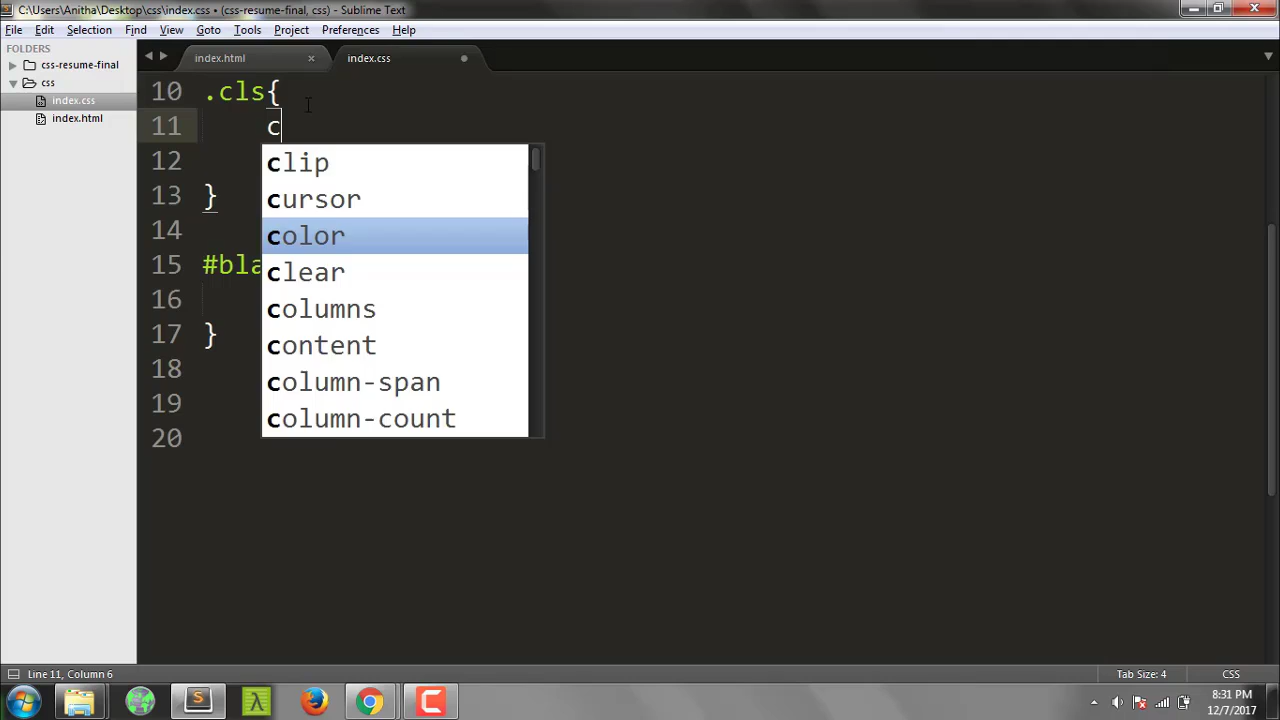 C:\Users\Anitha\Desktop\css\index.css • (css-resume-final, css) - Sublime Text
File Edit Selection Find View Goto Tools Project Preferences Help
FOLDERS
css-resume-final
css
index.css
index.html
index.html × index.css
10 .cls{
11 c
12
13 }
14
15 #bla
16
17 }
18
19
20
clip
cursor
color
clear
columns
content
column-span
column-count
Line 11, Column 6 Tab Size: 4 CSS
8:31 PM
12/7/2017